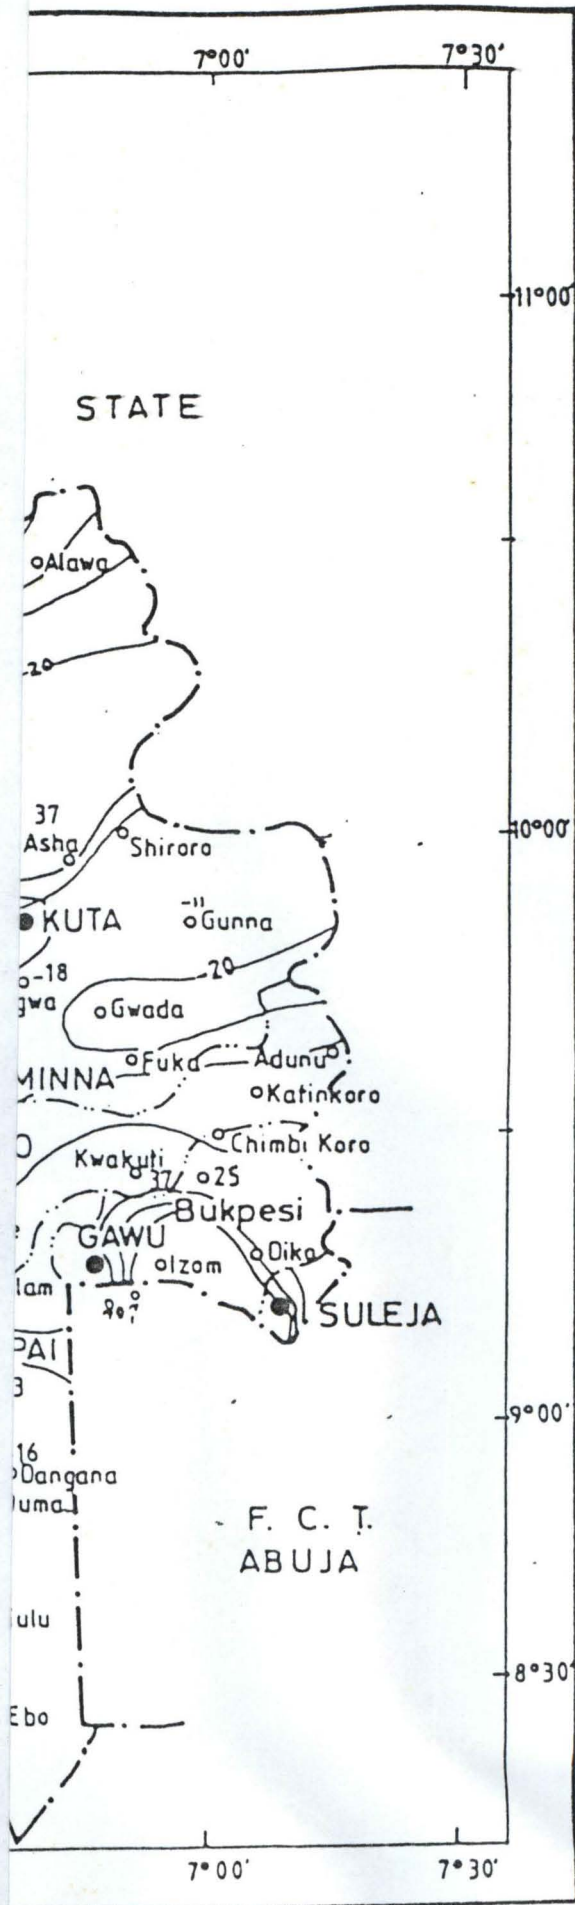 7°00'
7°30'
11°00'
STATE
Alawa
20
37
Asha
10°00'
Shiroro
KUTA
-11
Gunna
-20
-18
gwa
Gwada
Fuka
Adunu
MINNA
Katinkoro
O
Chimbi Koro
Kwakuti
37
25
Bukpesi
GAWU
Dika
Izom
lam
SULEJA
PAI
3
9°00'
16
Dangana
uma
F. C. T.
ABUJA
ulu
8°30'
Ebo
7°00'
7°30'